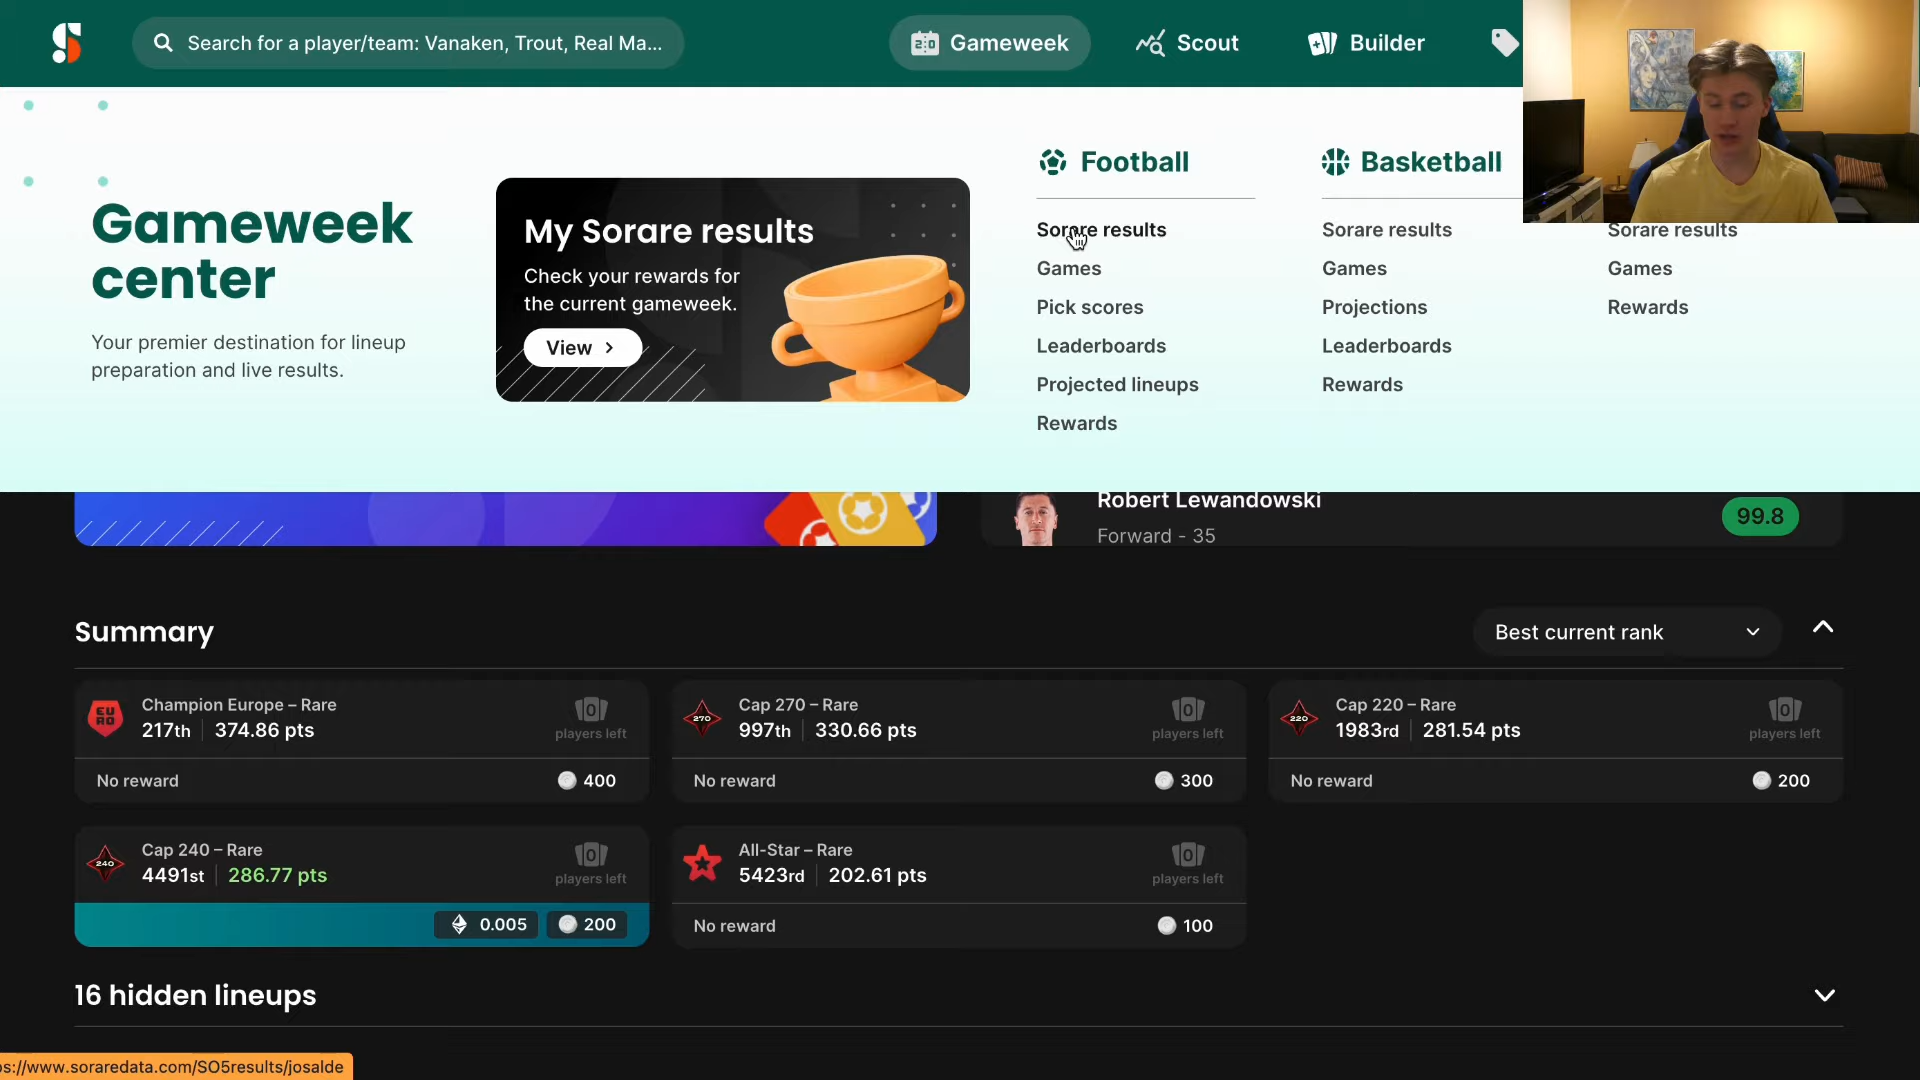 Search for a player/team: Vanaken, Trout, Real Ma...
Gameweek
Scout
Builder
Gameweek
center
Your premier destination for lineup
preparation and live results.
My Sorare results
Check your rewards for
the current gameweek.
View
Football
Sorare results
Games
Pick scores
Leaderboards
Projected lineups
Rewards
Basketball
Sorare results
Games
Projections
Leaderboards
Rewards
Sorare results
Games
Rewards
Robert Lewandowski
Forward - 35
99.8
Summary
Best current rank
EU
RO
Champion Europe – Rare
217th 374.86 pts
0
players left
No reward
400
270
Cap 270 – Rare
997th 330.66 pts
0
players left
No reward
300
220
Cap 220 – Rare
1983rd 281.54 pts
0
players left
No reward
200
240
Cap 240 – Rare
4491st 286.77 pts
0
players left
0.005
200
All-Star – Rare
5423rd 202.61 pts
0
players left
No reward
100
16 hidden lineups
ps://www.soraredata.com/SO5results/josalde